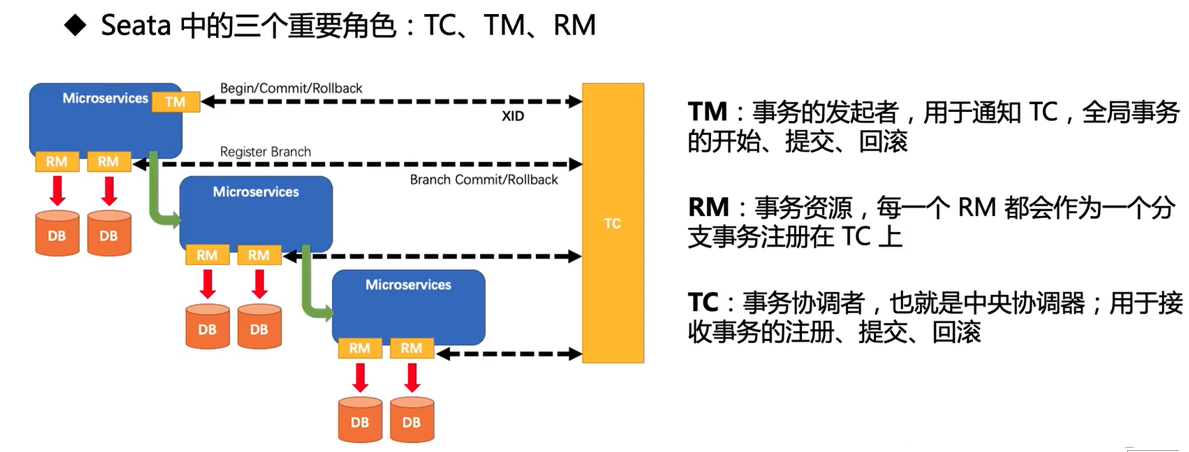 ◆ Seata 中的三个重要角色：TC、TM、RM
Microservices
TM
Begin/Commit/Rollback
XID
RM
RM
Register Branch
Branch Commit/Rollback
DB
DB
Microservices
RM
RM
DB
DB
Microservices
RM
RM
DB
DB
TC
TM：事务的发起者，用于通知 TC，全局事务
的开始、提交、回滚
RM：事务资源，每一个 RM 都会作为一个分
支事务注册在 TC 上
TC：事务协调者，也就是中央协调器；用于接
收事务的注册、提交、回滚